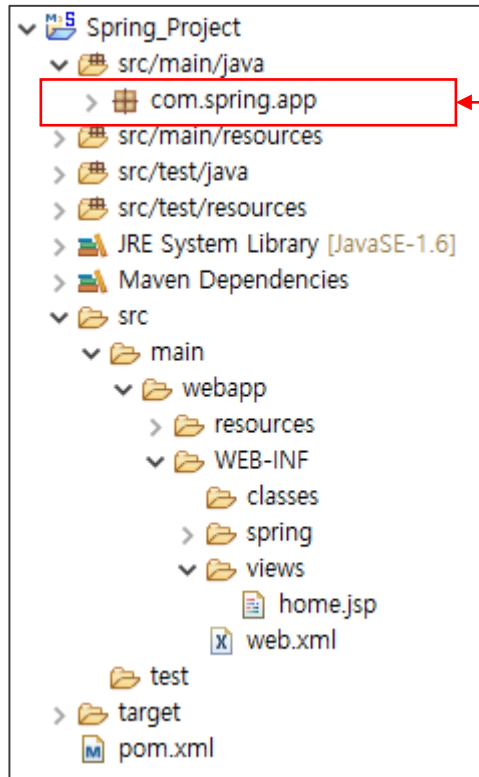 Spring_Project
src/main/java
com.spring.app
src/main/resources
src/test/java
src/test/resources
JRE System Library [JavaSE-1.6]
Maven Dependencies
src
main
webapp
resources
WEB-INF
classes
spring
views
home.jsp
web.xml
test
target
pom.xml